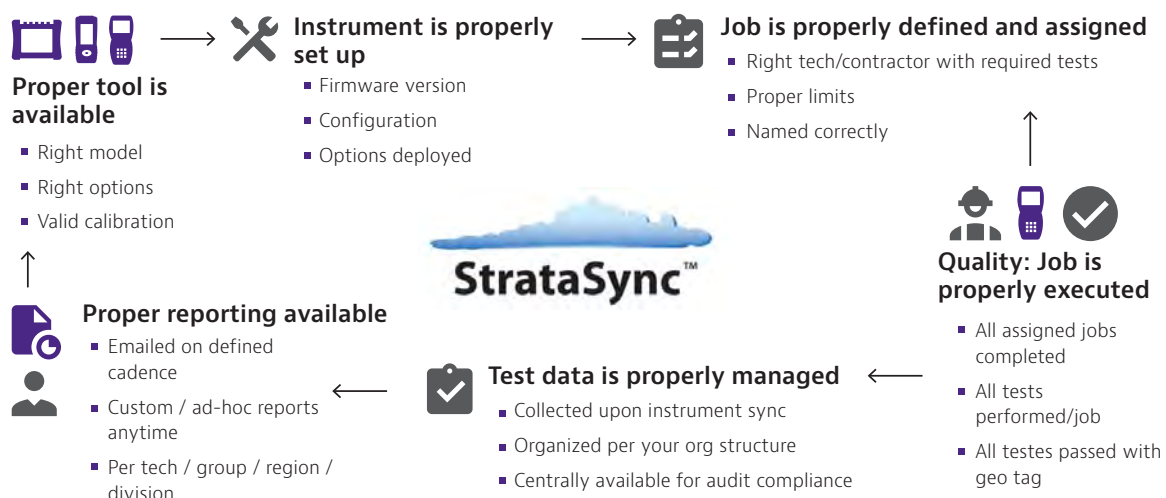 Proper tool is
available
▪ Right model
▪ Right options
▪ Valid calibration
Instrument is properly
set up
▪ Firmware version
▪ Configuration
▪ Options deployed
Job is properly defined and assigned
▪ Right tech/contractor with required tests
▪ Proper limits
▪ Named correctly
StrataSync™
Quality: Job is
properly executed
▪ All assigned jobs
completed
▪ All tests
performed/job
▪ All testes passed with
geo tag
Test data is properly managed
▪ Collected upon instrument sync
▪ Organized per your org structure
▪ Centrally available for audit compliance
Proper reporting available
▪ Emailed on defined
cadence
▪ Custom / ad-hoc reports
anytime
▪ Per tech / group / region /
division